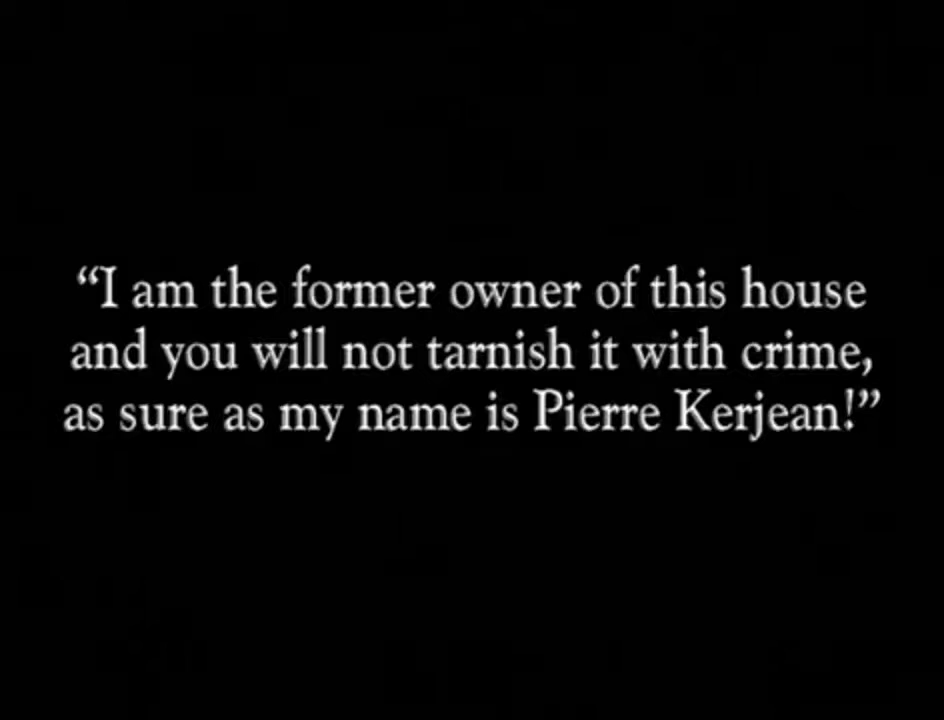 “I am the former owner of this house
and you will not tarnish it with crime,
as sure as my name is Pierre Kerjean!”